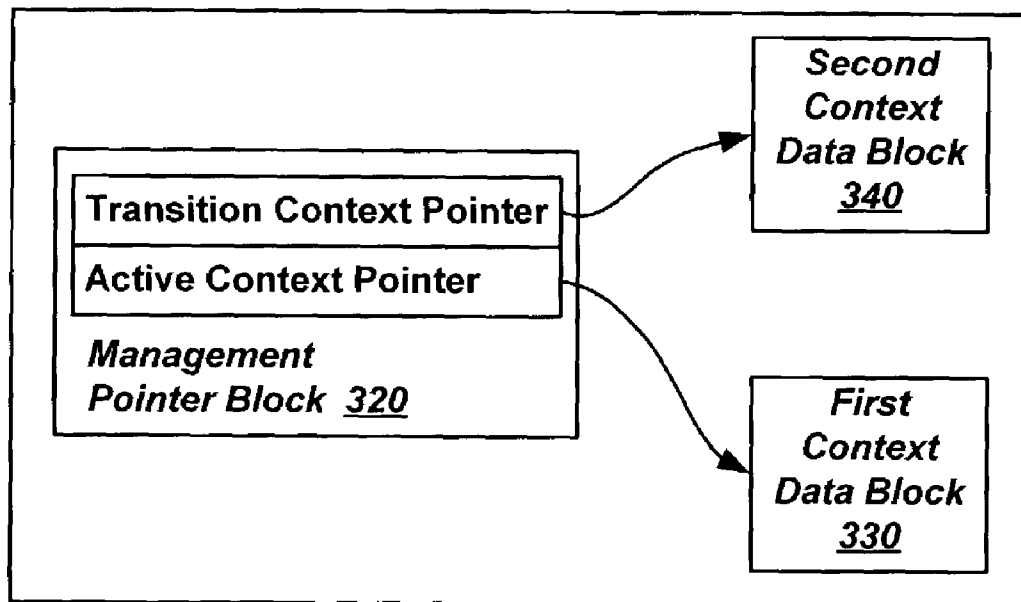 Transition Context Pointer
Active Context Pointer
Management
Pointer Block 320
Second
Context
Data Block
340
First
Context
Data Block
330